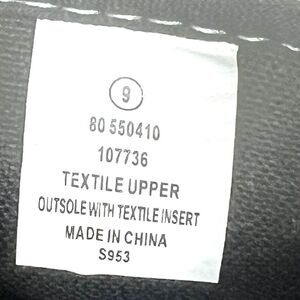 9
80 550410
107736
TEXTILE UPPER
OUTSOLE WITH TEXTILE INSERT
MADE IN CHINA
S953